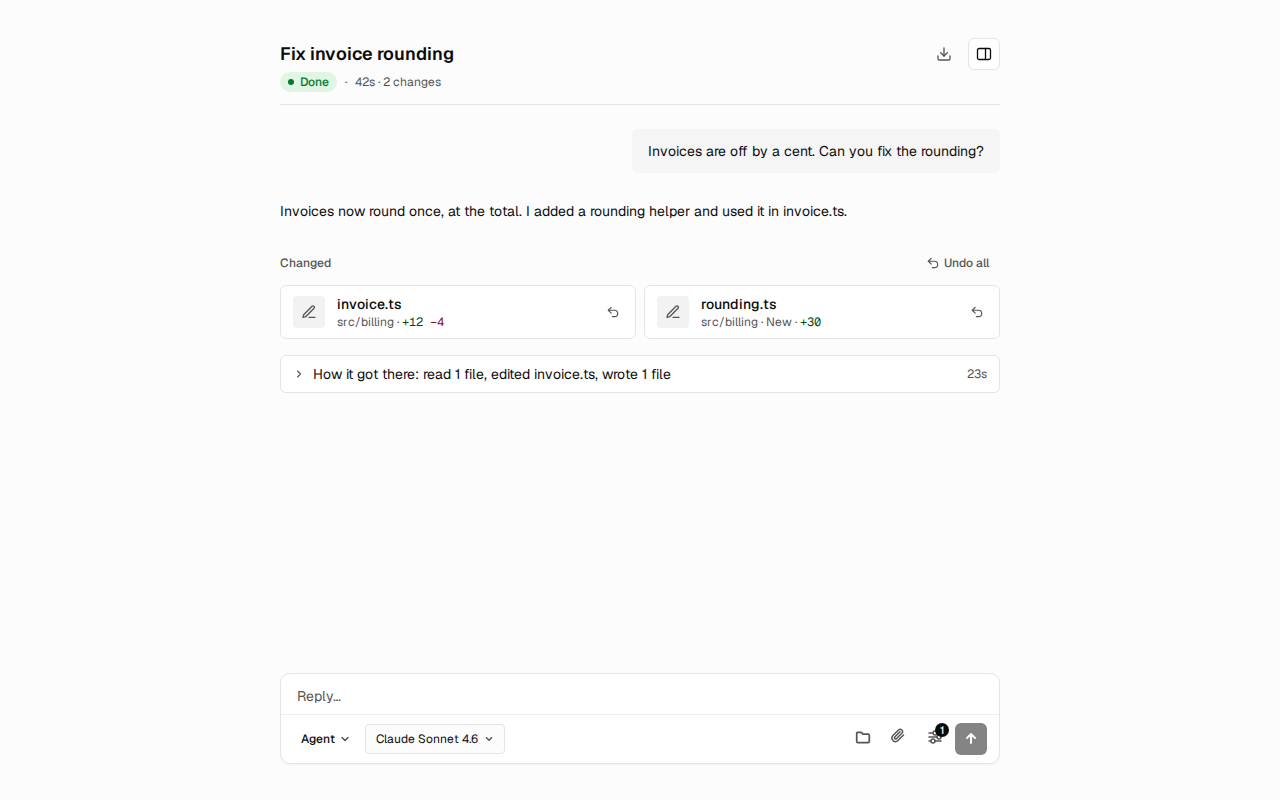 Fix invoice rounding
Done · 42s · 2 changes
Invoices are off by a cent. Can you fix the rounding?
Invoices now round once, at the total. I added a rounding helper and used it in invoice.ts.
Changed
Undo all
invoice.ts
src/billing · +12 −4
rounding.ts
src/billing · New · +30
How it got there: read 1 file, edited invoice.ts, wrote 1 file
23s
Reply…
Agent
Claude Sonnet 4.6
1